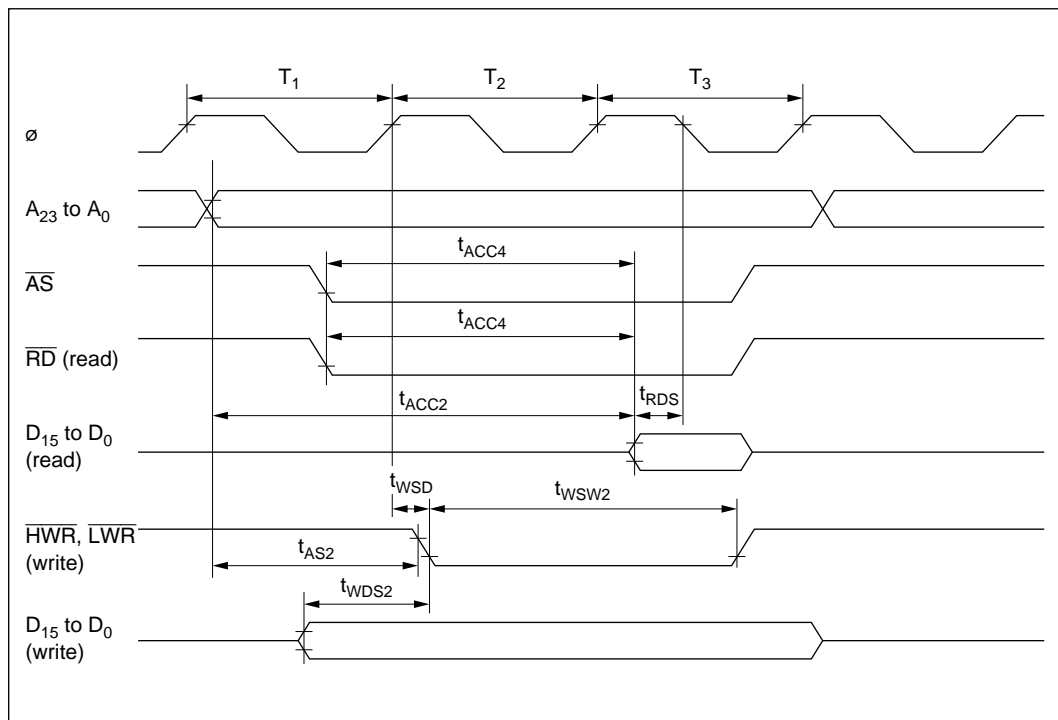 T1 T2 T3
ø
A23 to A0
tACC4
AS
tACC4
RD (read)
tACC2 tRDS
D15 to D0
(read)
tWSD tWSW2
HWR, LWR
(write)
tAS2
tWDS2
D15 to D0
(write)